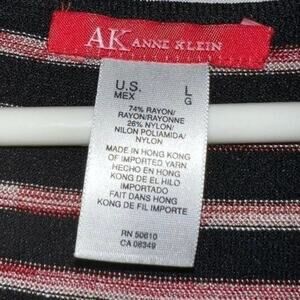 AK ANNE KLEIN
U.S. L
MEX G
74% RAYON/
RAYON/RAYONNE
26% NYLON/
NILON POLIAMIDA/
NYLON
MADE IN HONG KONG
OF IMPORTED YARN
HECHO EN HONG
KONG DE EL HILO
IMPORTADO
FAIT DANS HONG
KONG DE FIL IMPORTE
RN 50610
CA 08349